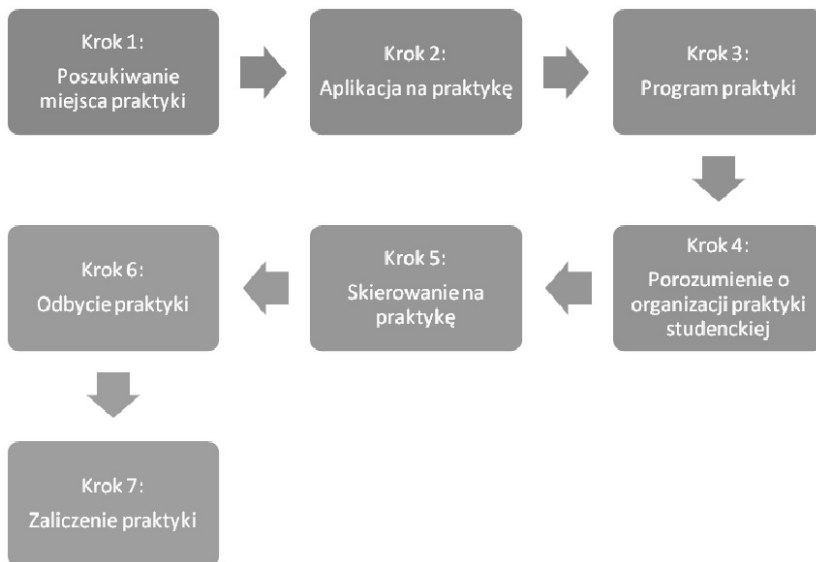 Krok 1:
Poszukiwanie
miejsca praktyki
Krok 2:
Aplikacja na praktykę
Krok 3:
Program praktyki
Krok 4:
Porozumienie o
organizacji praktyki
studenckiej
Krok 5:
Skierowanie na
praktykę
Krok 6:
Odbycie praktyki
Krok 7:
Zaliczenie praktyki